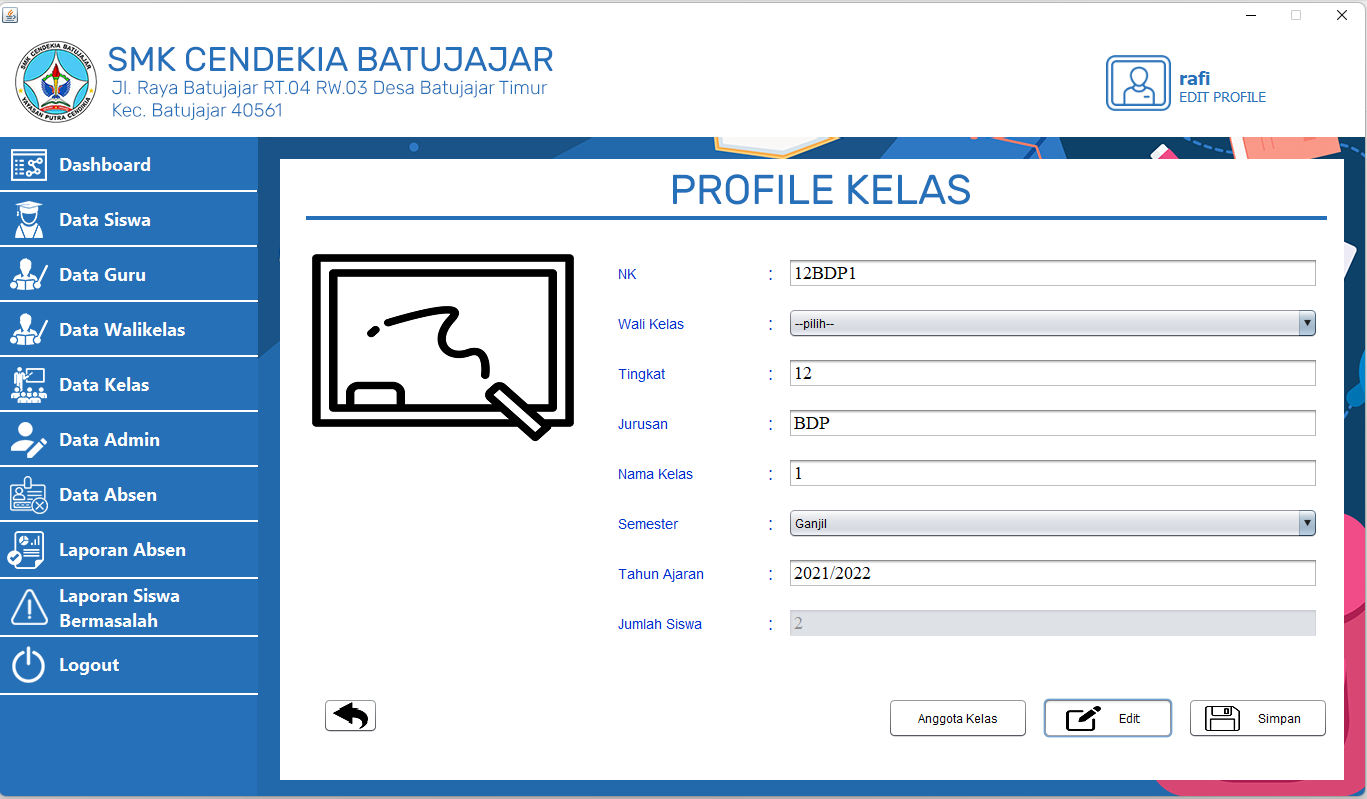 SMK CENDEKIA BATUJAJAR
Jl. Raya Batujajar RT.04 RW.03 Desa Batujajar Timur
Kec. Batujajar 40561
SMK CENDEKIA BATUJAJAR
YAYASAN PUTRA CENDIKIA
rafi
EDIT PROFILE
Dashboard
Data Siswa
Data Guru
Data Walikelas
Data Kelas
Data Admin
Data Absen
Laporan Absen
Laporan Siswa
Bermasalah
Logout
PROFILE KELAS
NK : 12BDP1
Wali Kelas : --pilih--
Tingkat : 12
Jurusan : BDP
Nama Kelas : 1
Semester : Ganjil
Tahun Ajaran : 2021/2022
Jumlah Siswa : 2
Anggota Kelas
Edit
Simpan